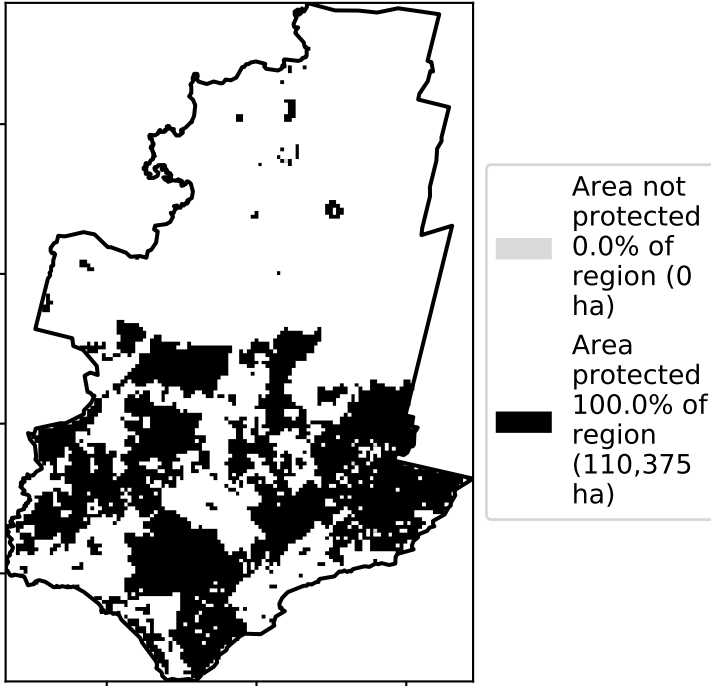 Area not
protected
0.0% of
region (0
ha)
Area
protected
100.0% of
region
(110,375
ha)